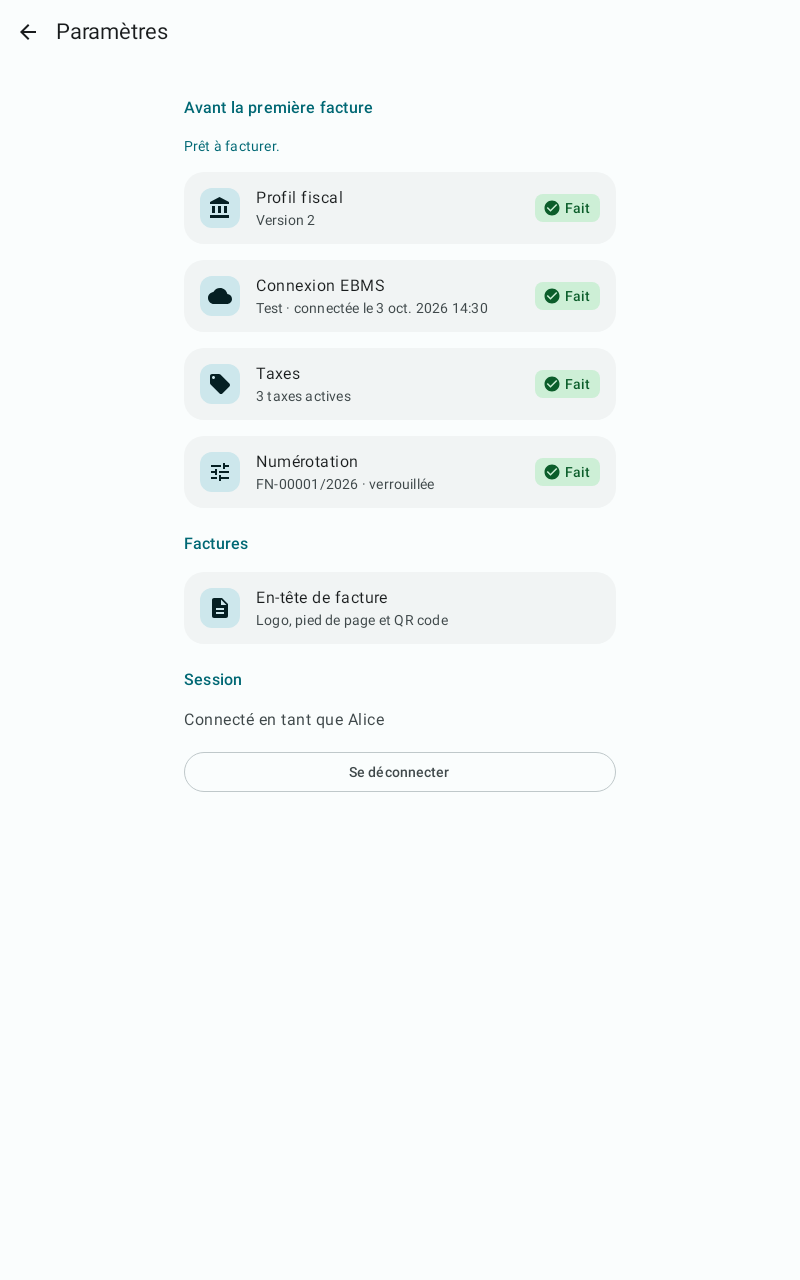 Paramètres
Avant la première facture
Prêt à facturer.
Profil fiscal
Version 2
Fait
Connexion EBMS
Test · connectée le 3 oct. 2026 14:30
Fait
Taxes
3 taxes actives
Fait
Numérotation
FN-00001/2026 · verrouillée
Fait
Factures
En-tête de facture
Logo, pied de page et QR code
Session
Connecté en tant que Alice
Se déconnecter